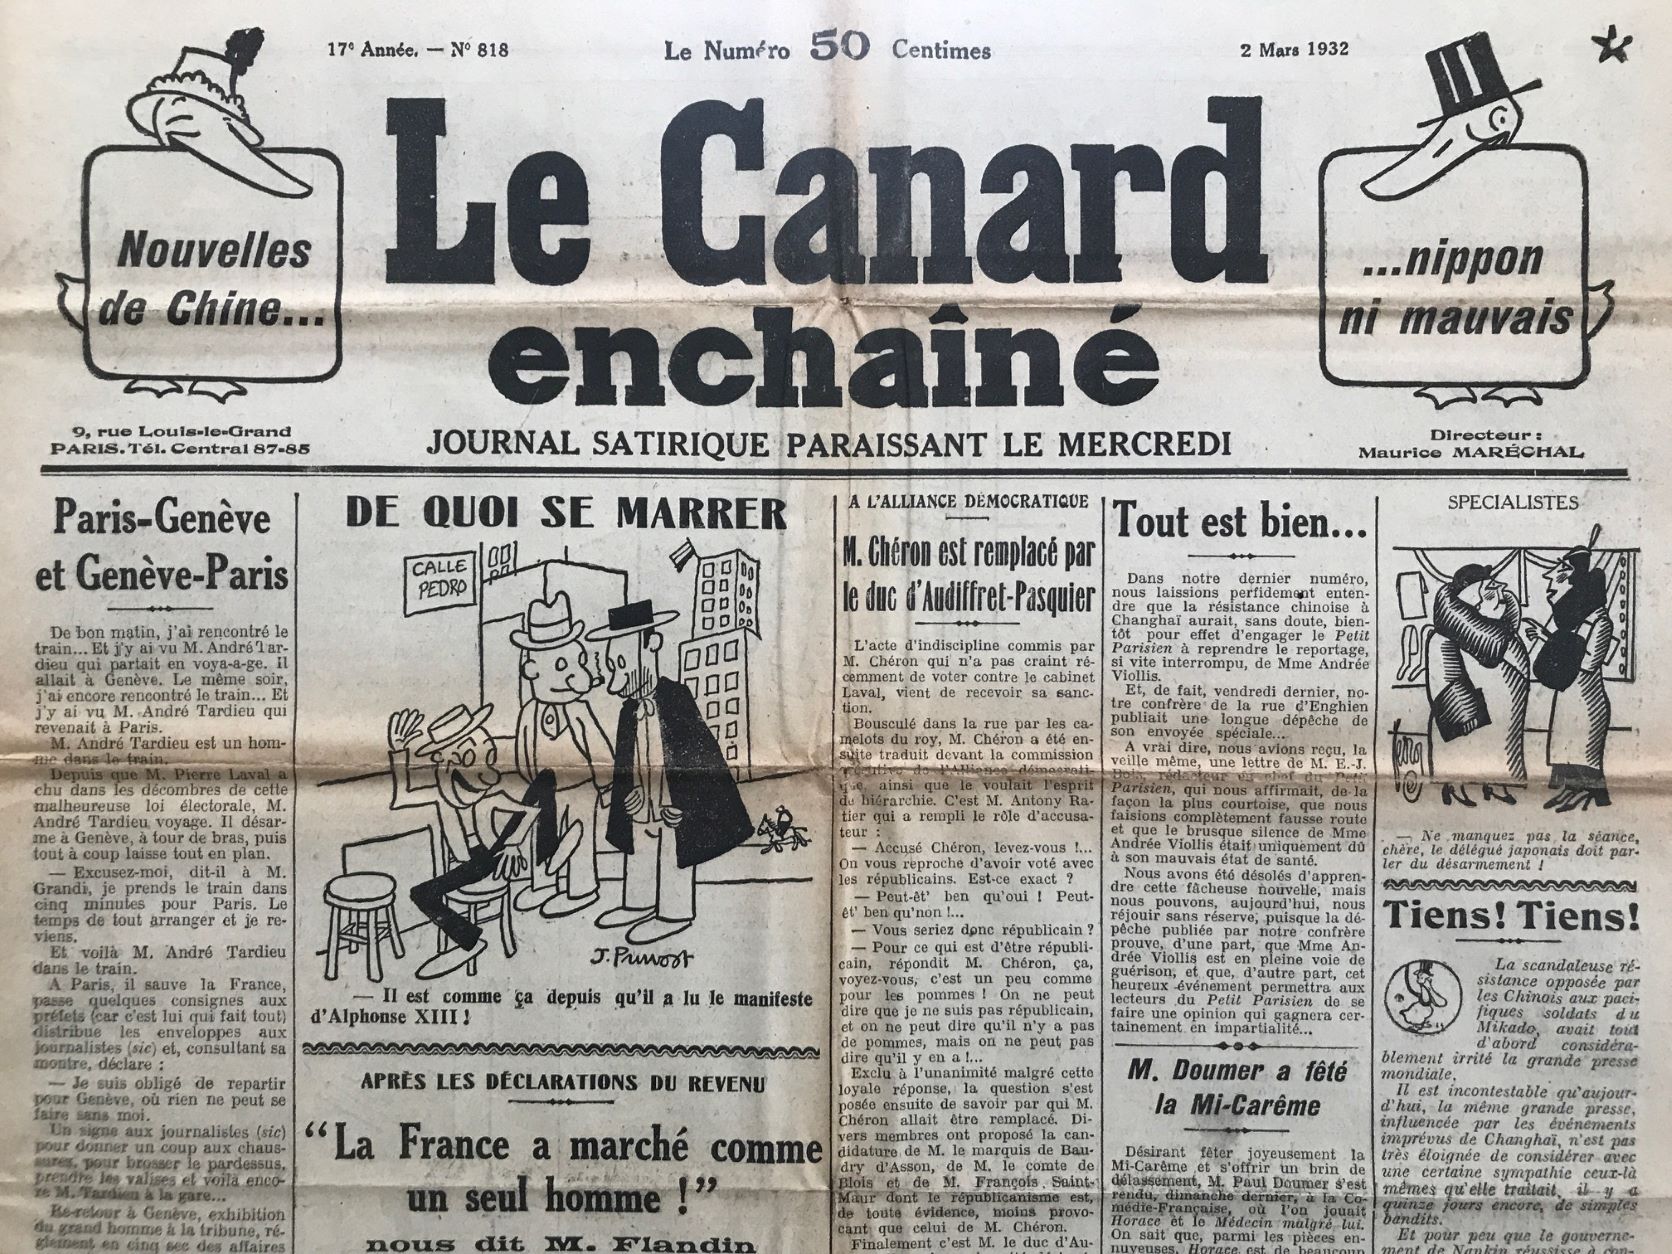 17e Année. — No 818
Le Numéro 50 Centimes
2 Mars 1932
Nouvelles
de Chine...
Le Canard
enchaîné
...nippon
ni mauvais
9, rue Louis-le-Grand
PARIS. Tél. Central 87-85
JOURNAL SATIRIQUE PARAISSANT LE MERCREDI
Directeur :
Maurice MARÉCHAL
Paris-Genève
et Genève-Paris
De bon matin, j'ai rencontré le
train... Et j'y ai vu M. André Tar-
dieu qui partait en voya-a-ge. Il
allait à Genève. Le même soir,
j'ai encore rencontré le train... Et
j'y ai vu M. André Tardieu qui
revenait à Paris.
M. André Tardieu est un hom-
me dans le train.
Depuis que M. Pierre Laval a
chu dans les décombres de cette
malheureuse loi électorale, M.
André Tardieu voyage. Il désar-
me à Genève, à tour de bras, puis
tout à coup laisse tout en plan.
— Excusez-moi, dit-il à M.
Grandi, je prends le train dans
cinq minutes pour Paris. Le
temps de tout arranger et je re-
viens.
Et voilà M. André Tardieu
dans le train.
A Paris, il sauve la France,
passe quelques consignes aux
préfets (car c'est lui qui fait tout)
distribue les enveloppes aux
journalistes (sic) et, consultant sa
montre, déclare :
— Je suis obligé de repartir
pour Genève, où rien ne peut se
faire sans moi.
Un signe aux journalistes (sic)
pour donner un coup aux chaus-
sures, pour brosser le pardessus,
prendre les valises et voilà enco-
re M. Tardieu à la gare...
Re-retour à Genève, exhibition
du grand homme à la tribune, rè-
glement en cinq sec des affaires
DE QUOI SE MARRER
CALLE
PEDRO
J. Pruvost
— Il est comme ça depuis qu'il a lu le manifeste
d'Alphonse XIII !
APRÈS LES DÉCLARATIONS DU REVENU
"La France a marché comme
un seul homme !"
nous dit M. Flandin
A L'ALLIANCE DÉMOCRATIQUE
M. Chéron est remplacé par
le duc d'Audiffret-Pasquier
L'acte d'indiscipline commis par
M. Chéron qui n'a pas craint ré-
cemment de voter contre le cabinet
Laval, vient de recevoir sa sanc-
tion.
Bousculé dans la rue par les ca-
melots du roy, M. Chéron a été en-
suite traduit devant la commission
exécutive de l'Alliance démocrati-
que, ainsi que le voulait l'esprit
de hiérarchie. C'est M. Antony Ra-
tier qui a rempli le rôle d'accusa-
teur :
— Accusé Chéron, levez-vous !...
On vous reproche d'avoir voté avec
les républicains. Est-ce exact ?
— Peut-êt' ben qu'oui ! Peut-
êt' ben qu'non !...
— Vous seriez donc républicain ?
— Pour ce qui est d'être républi-
cain, répondit M. Chéron, ça,
voyez-vous, c'est un peu comme
pour les pommes ! On ne peut
dire que je ne suis pas républicain,
et on ne peut dire qu'il n'y a pas
de pommes, mais on ne peut pas
dire qu'il y en a !...
Exclu à l'unanimité malgré cette
loyale réponse, la question s'est
posée ensuite de savoir par qui M.
Chéron allait être remplacé. Di-
vers membres ont proposé la can-
didature de M. le marquis de Bau-
dry d'Asson, de M. le comte de
Blois et de M. François Saint-
Maur dont le républicanisme est,
de toute évidence, moins provo-
cant que celui de M. Chéron.
Finalement c'est M. le duc d'Au-
Tout est bien...
Dans notre dernier numéro,
nous laissions perfidement enten-
dre que la résistance chinoise à
Changhaï aurait, sans doute, bien-
tôt pour effet d'engager le Petit
Parisien à reprendre le reportage,
si vite interrompu, de Mme Andrée
Viollis.
Et, de fait, vendredi dernier, no-
tre confrère de la rue d'Enghien
publiait une longue dépêche de
son envoyée spéciale...
A vrai dire, nous avions reçu, la
veille même, une lettre de M. E.-J.
Bois, rédacteur en chef du Petit
Parisien, qui nous affirmait, de la
façon la plus courtoise, que nous
faisions complètement fausse route
et que le brusque silence de Mme
Andrée Viollis était uniquement dû
à son mauvais état de santé.
Nous avons été désolés d'appren-
dre cette fâcheuse nouvelle, mais
nous pouvons, aujourd'hui, nous
réjouir sans réserve, puisque la dé-
pêche publiée par notre confrère
prouve, d'une part, que Mme An-
drée Viollis est en pleine voie de
guérison, et que, d'autre part, cet
heureux événement permettra aux
lecteurs du Petit Parisien de se
faire une opinion qui gagnera cer-
tainement en impartialité...
M. Doumer a fêté
la Mi-Carême
Désirant fêter joyeusement la
Mi-Carême et s'offrir un brin de
délassement, M. Paul Doumer s'est
rendu, dimanche dernier, à la Co-
médie-Française, où l'on jouait
Horace et le Médecin malgré lui.
On sait que, parmi les pièces en-
nuyeuses, Horace est de beaucoup
SPECIALISTES
— Ne manquez pas la séance,
chère, le délégué japonais doit par-
ler du désarmement !
Tiens! Tiens!
La scandaleuse ré-
sistance opposée par
les Chinois aux paci-
fiques soldats du
Mikado, avait tout
d'abord considéra-
blement irrité la grande presse
mondiale.
Il est incontestable qu'aujour-
d'hui, la même grande presse,
influencée par les événements
imprévus de Changhaï, n'est pas
très éloignée de considérer avec
une certaine sympathie ceux-là
mêmes qu'elle traitait, il y a
quinze jours encore, de simples
bandits.
Et pour peu que le gouverne-
ment de Nankin réussisse